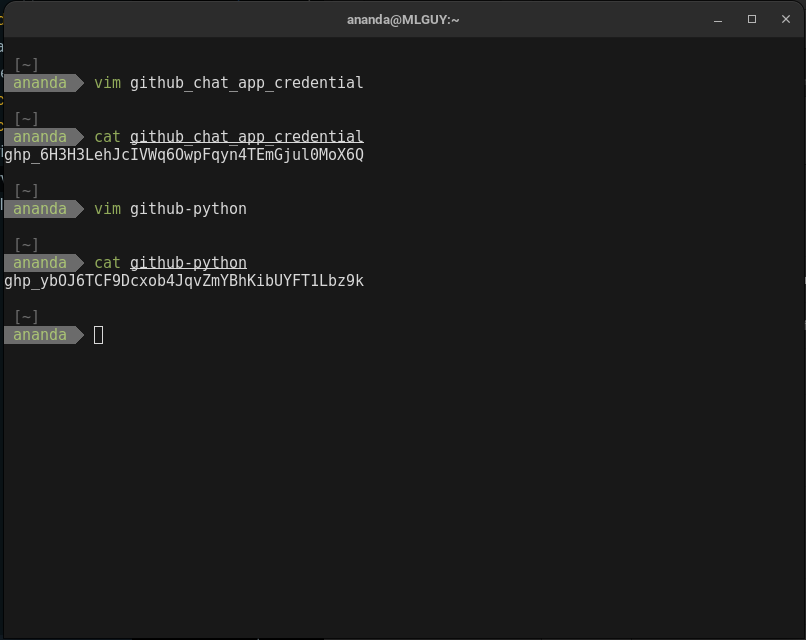 ananda@MLGUY:~
[~]
ananda vim github_chat_app_credential
[~]
ananda cat github_chat_app_credential
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
[~]
ananda vim github-python
[~]
ananda cat github-python
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
[~]
ananda